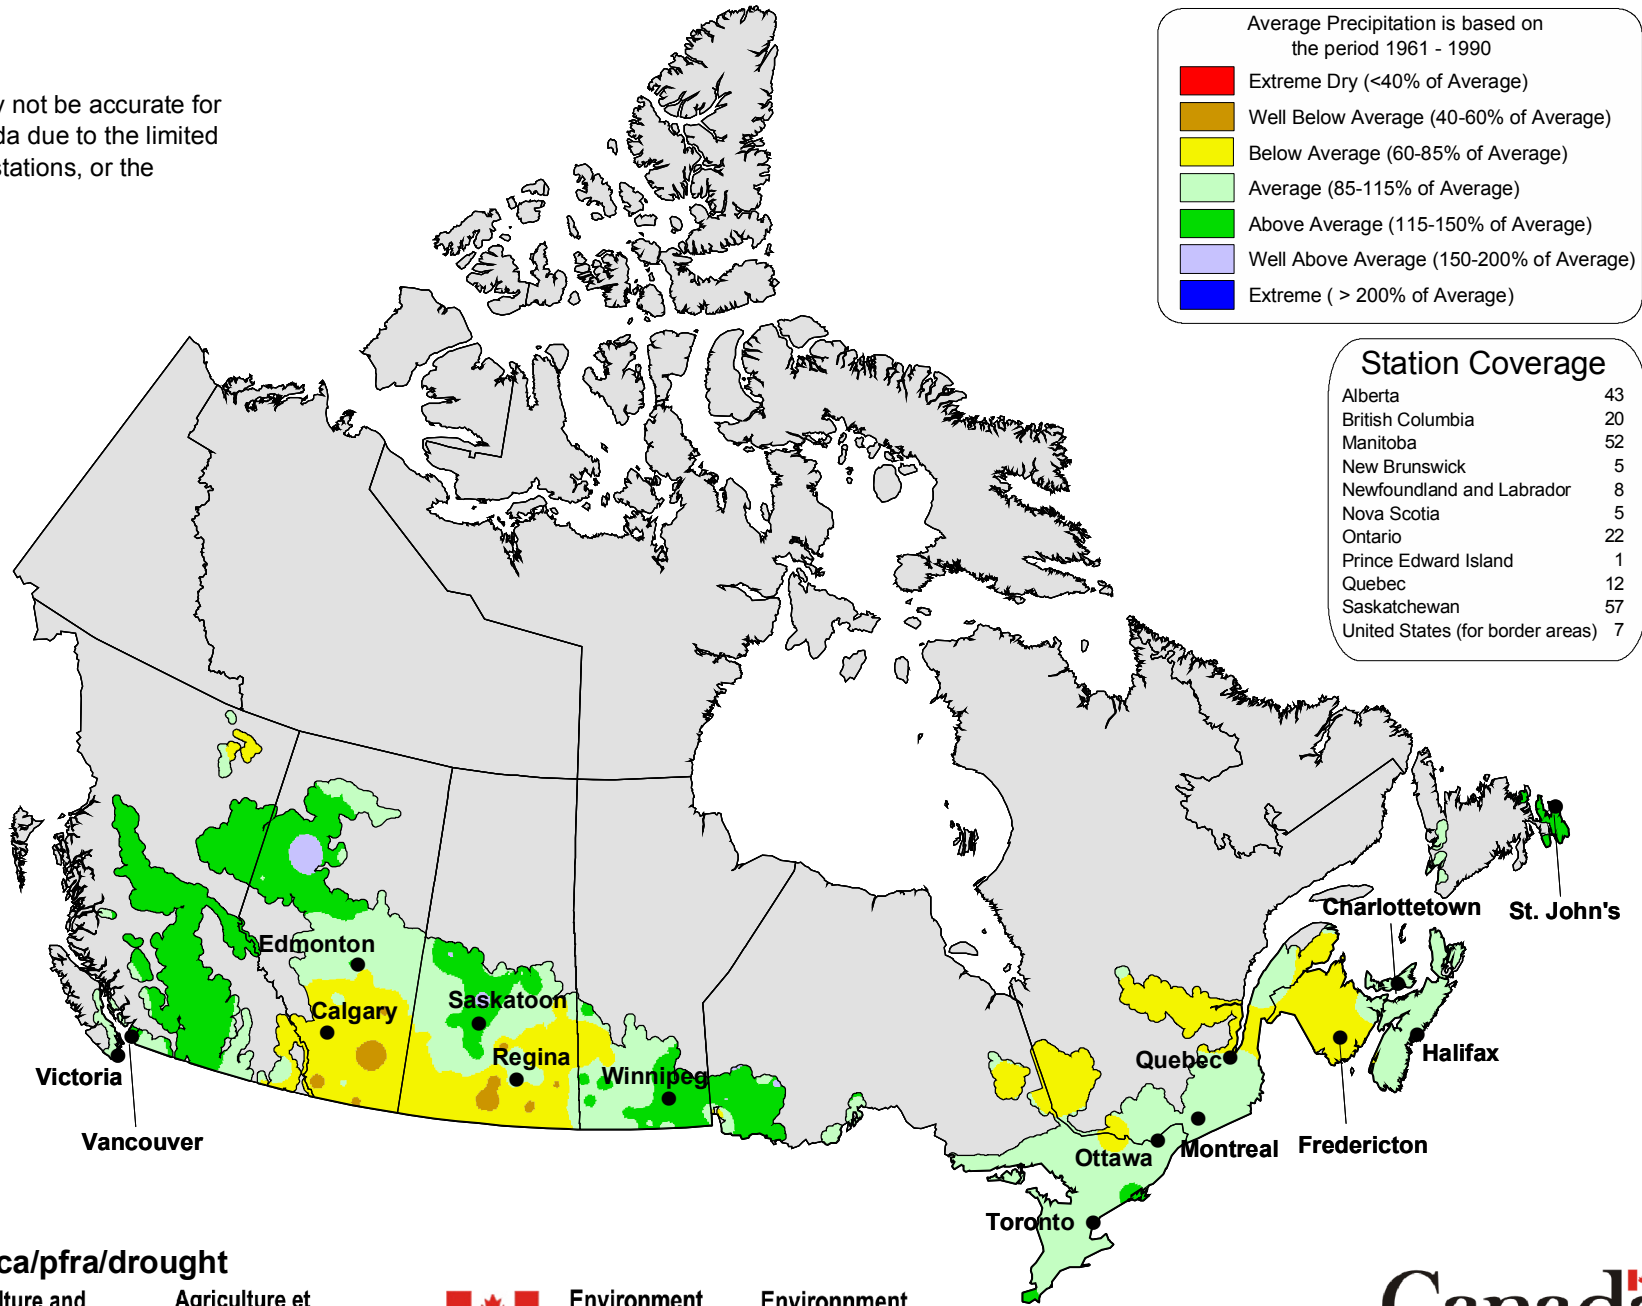 y not be accurate for
da due to the limited
stations, or the
Average Precipitation is based on
the period 1961 - 1990
Extreme Dry (<40% of Average)
Well Below Average (40-60% of Average)
Below Average (60-85% of Average)
Average (85-115% of Average)
Above Average (115-150% of Average)
Well Above Average (150-200% of Average)
Extreme ( > 200% of Average)
Station Coverage
Alberta 43
British Columbia 20
Manitoba 52
New Brunswick 5
Newfoundland and Labrador 8
Nova Scotia 5
Ontario 22
Prince Edward Island 1
Quebec 12
Saskatchewan 57
United States (for border areas) 7
Charlottetown
St. John's
Edmonton
Saskatoon
Calgary
Halifax
Regina
Quebec
Winnipeg
Victoria
Vancouver
Montreal
Fredericton
Ottawa
Toronto
ca/pfra/drought
lture and
Agriculture et
Environment
Environnement
Canada